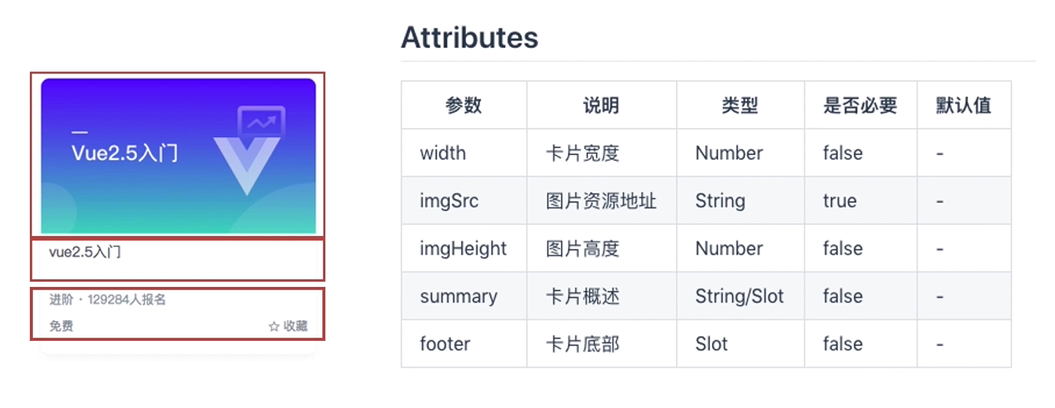 Vue2.5入门
vue2.5入门
进阶 · 129284人报名
免费 ☆ 收藏
Attributes
参数 说明 类型 是否必要 默认值
width 卡片宽度 Number false -
imgSrc 图片资源地址 String true -
imgHeight 图片高度 Number false -
summary 卡片概述 String/Slot false -
footer 卡片底部 Slot false -